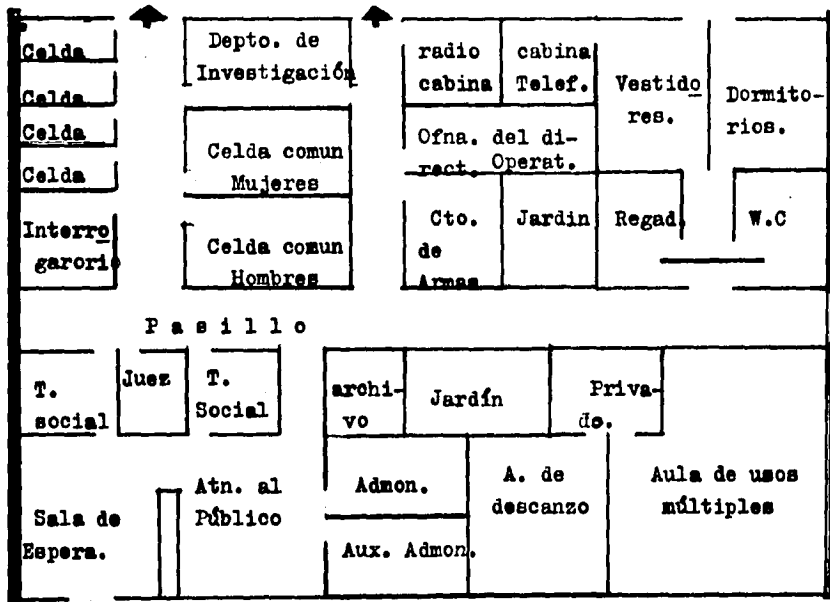 Celda
Celda
Celda
Celda
Interro
garorio
Depto. de
Investigación
Celda comun
Mujeres
Celda comun
Hombres
radio
cabina
cabina
Telef.
Ofna. del di-
rect. Operat.
Cto.
de
Armas
Jardin
Vestido
res.
Dormito-
rios.
Regad.
W.C
Pasillo
T.
social
Juez
T.
Social
archi-
vo
Jardín
Priva-
do.
Sala de
Espera.
Atn. al
Público
Admon.
Aux. Admon.
A. de
descanzo
Aula de usos
múltiples